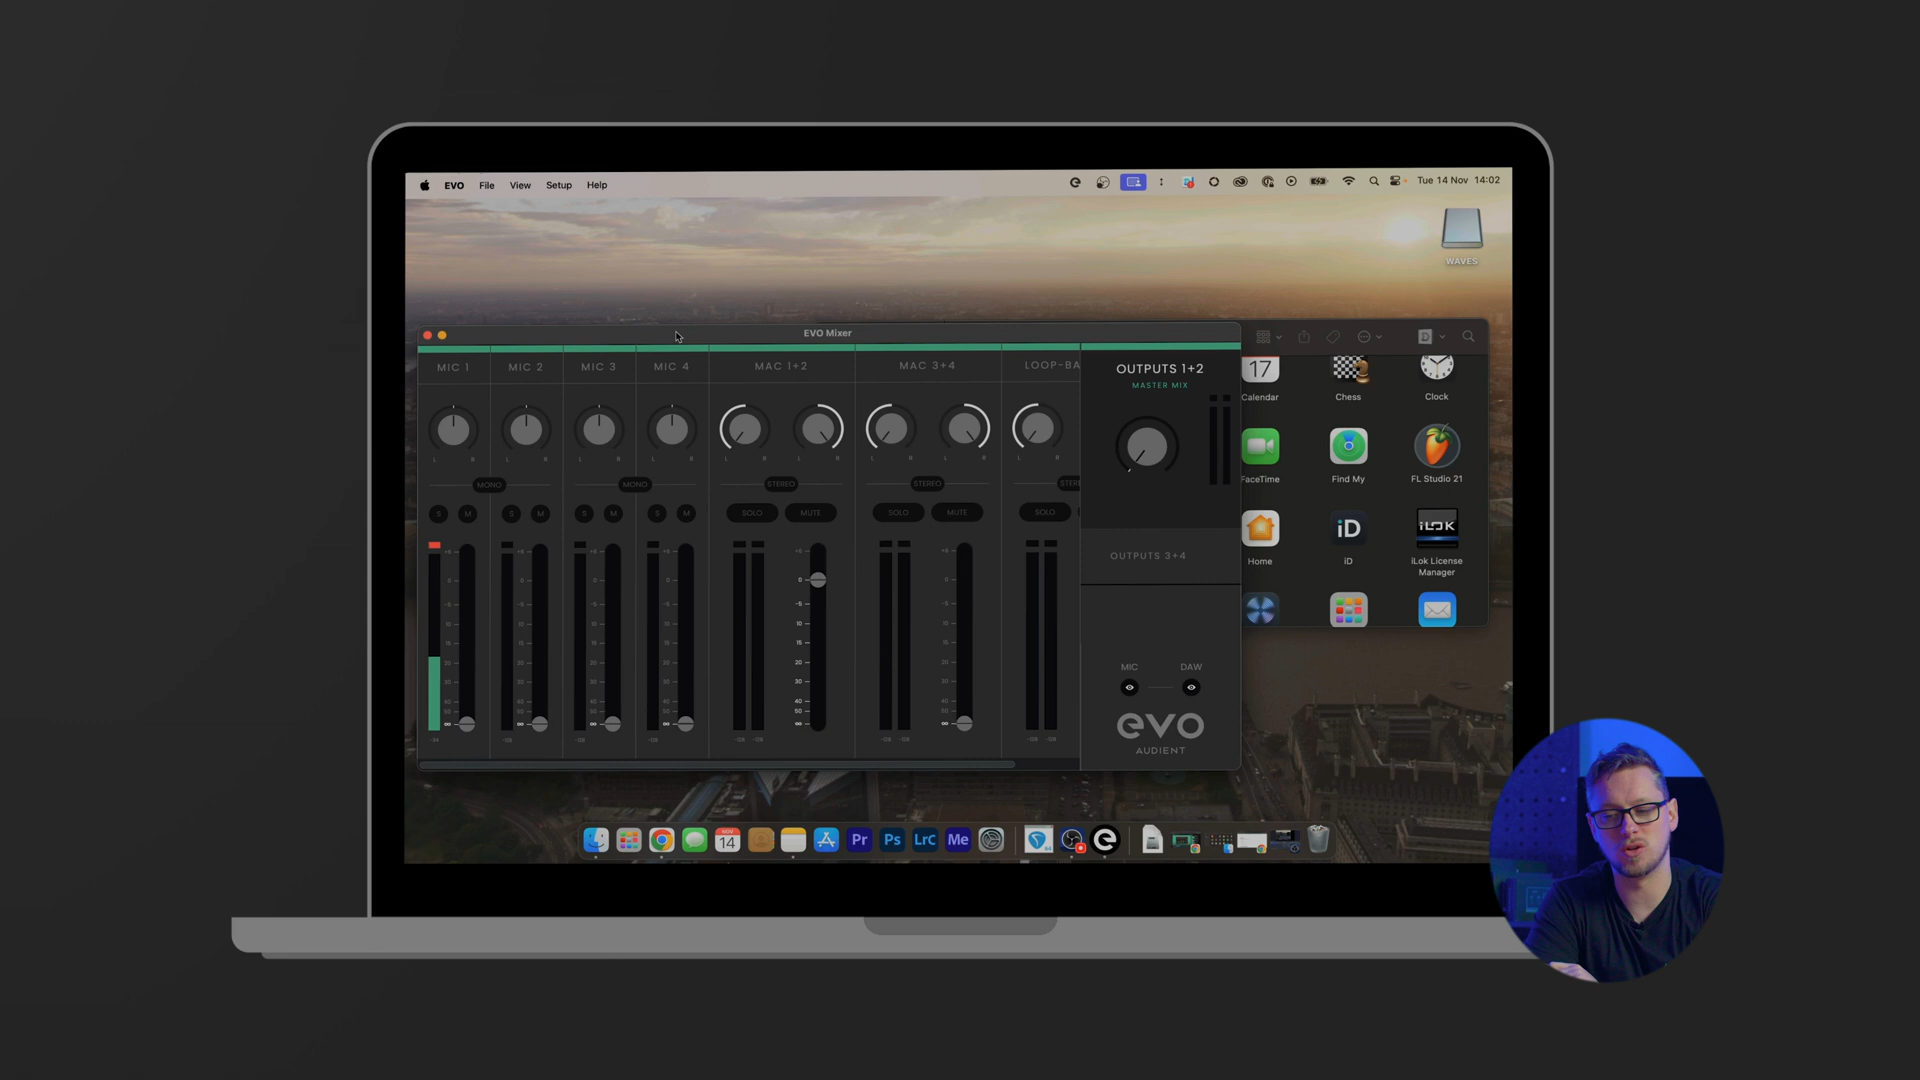 EVO File View Setup Help
Tue 14 Nov 14:02
WAVES
EVO Mixer
MIC 1 MIC 2 MIC 3 MIC 4 MAC 1+2 MAC 3+4 LOOP-BA
OUTPUTS 1+2
MASTER MIX
L R L R L R L R L R L R L R
MONO MONO STEREO STEREO STERE
S M S M S M S M SOLO MUTE SOLO MUTE SOLO
OUTPUTS 3+4
MIC DAW
evo
AUDIENT
17
Calendar Chess Clock
FaceTime Find My FL Studio 21
iD
iLOK
Home iD iLok License
Manager
NOV
14
Pr Ps LrC Me